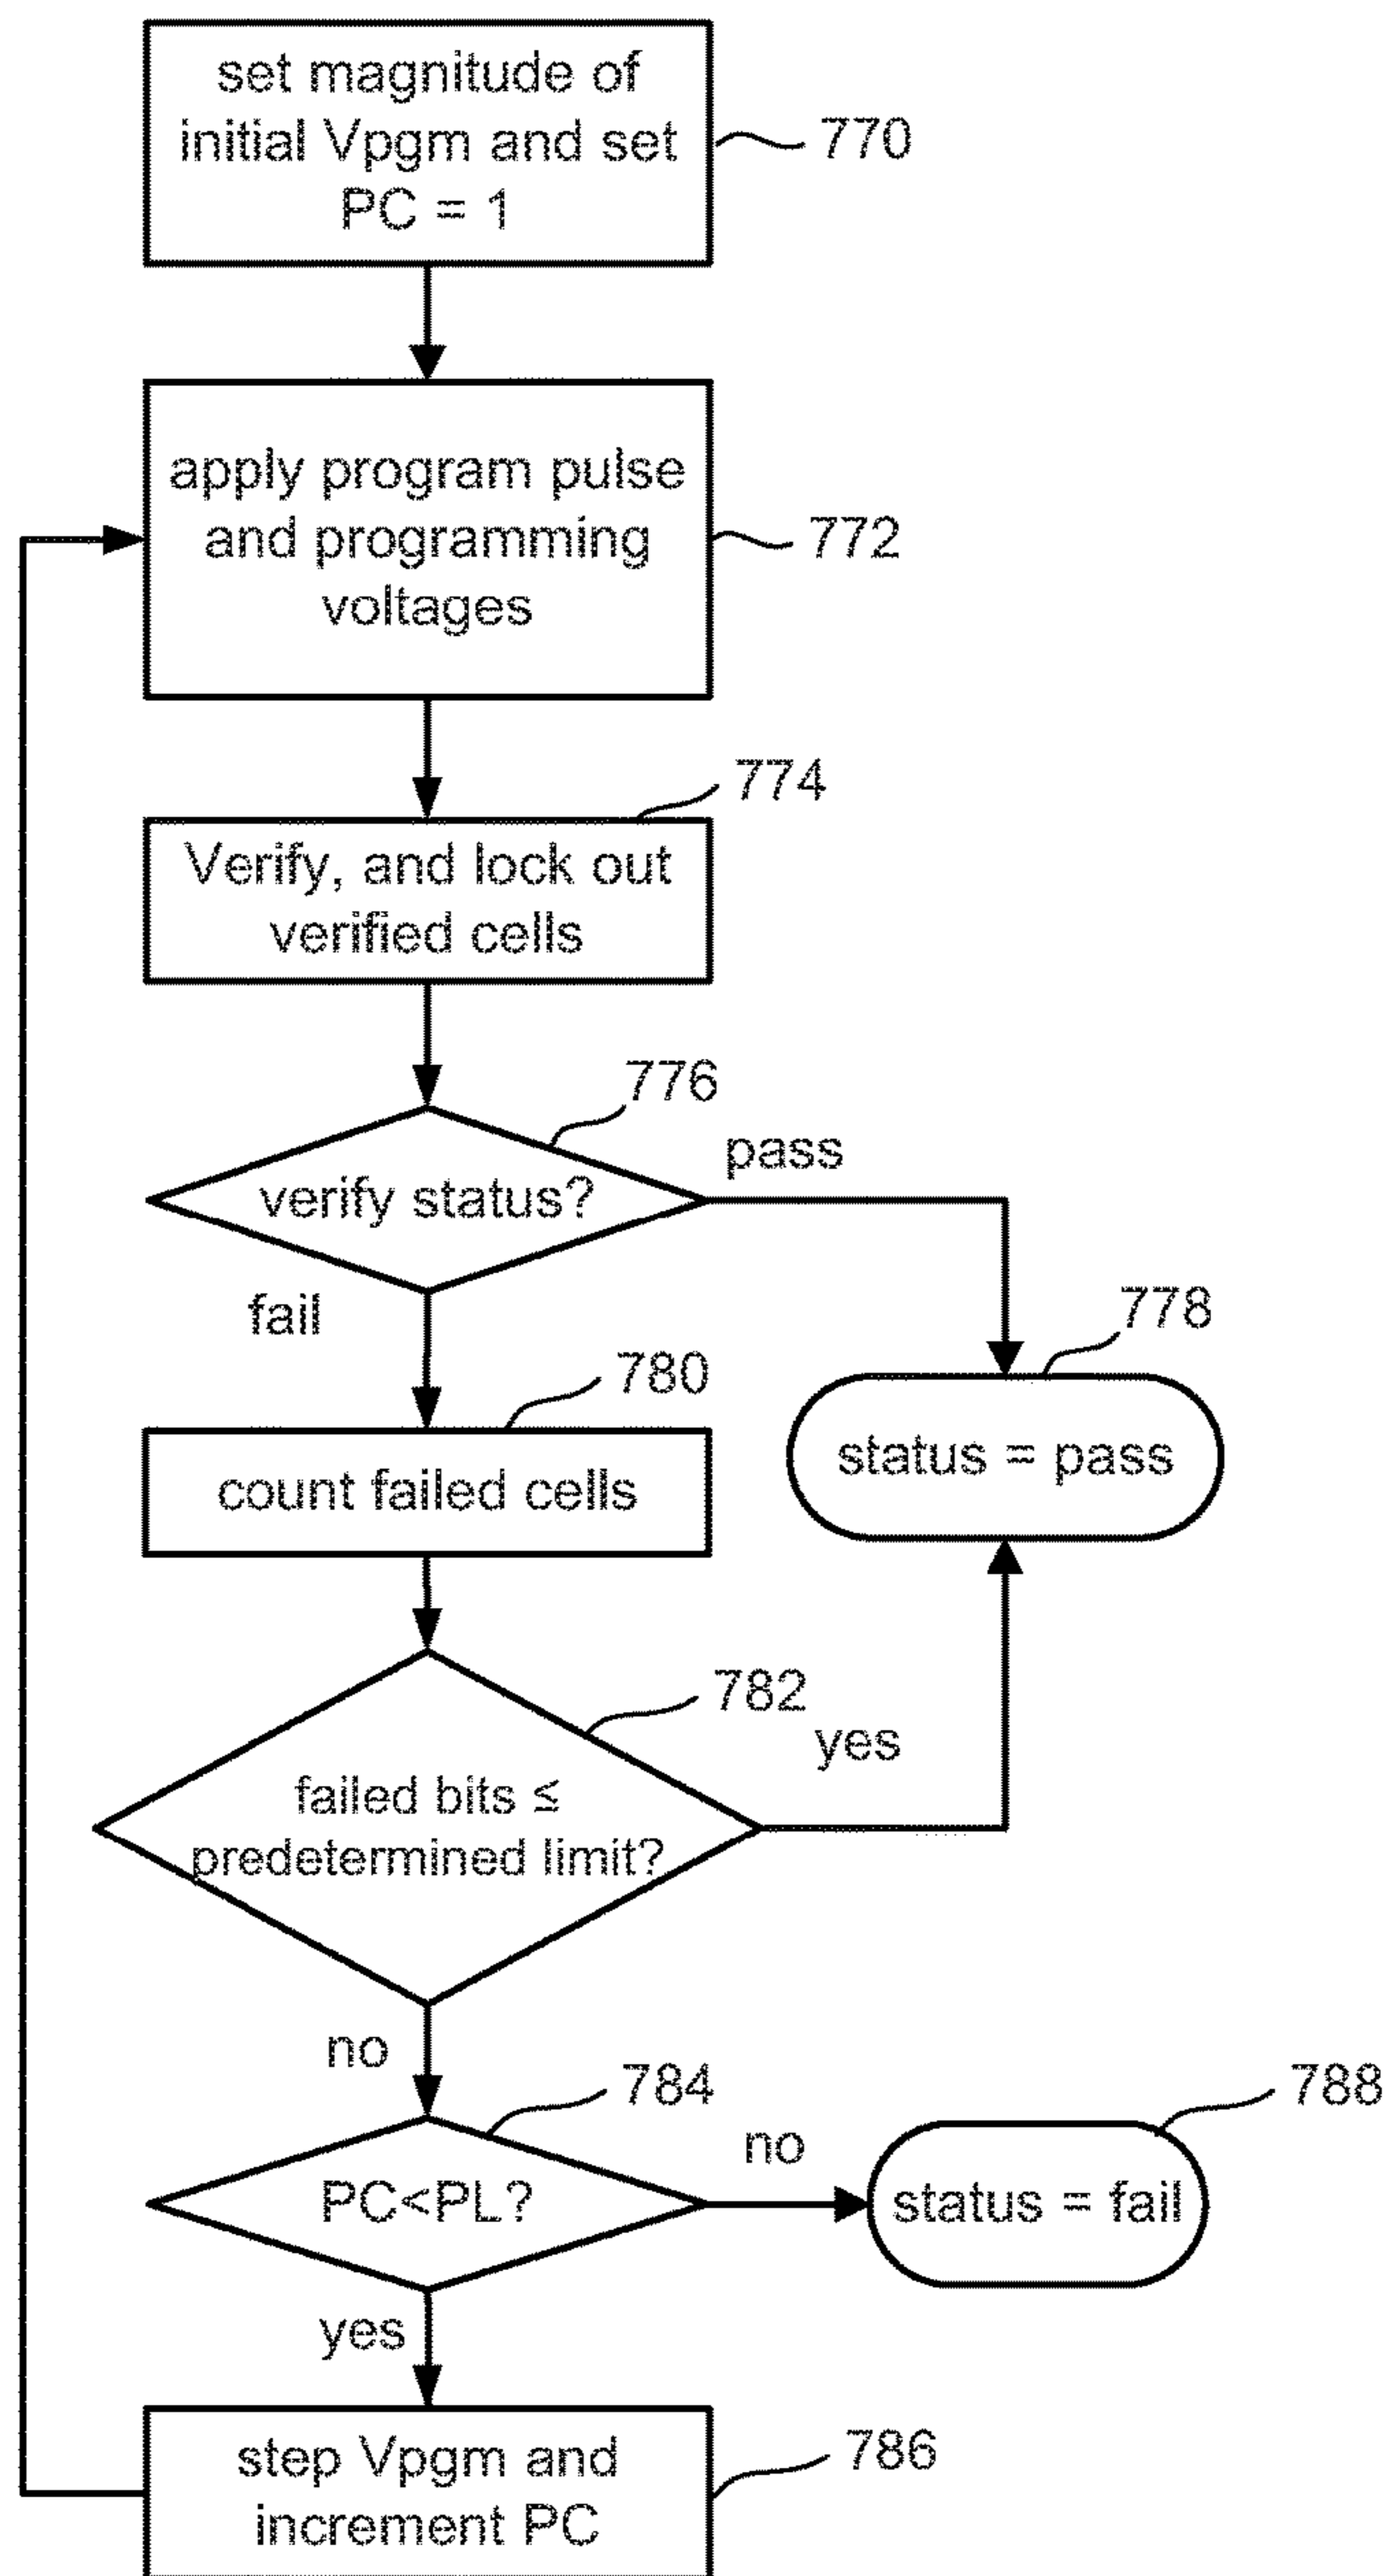 set magnitude of
initial Vpgm and set
PC = 1
770
apply program pulse
and programming
voltages
772
774
Verify, and lock out
verified cells
776
pass
verify status?
fail
778
780
status = pass
count failed cells
782
yes
failed bits ≤
predetermined limit?
no
784
788
no
PC<PL?
status = fail
yes
step Vpgm and
increment PC
786